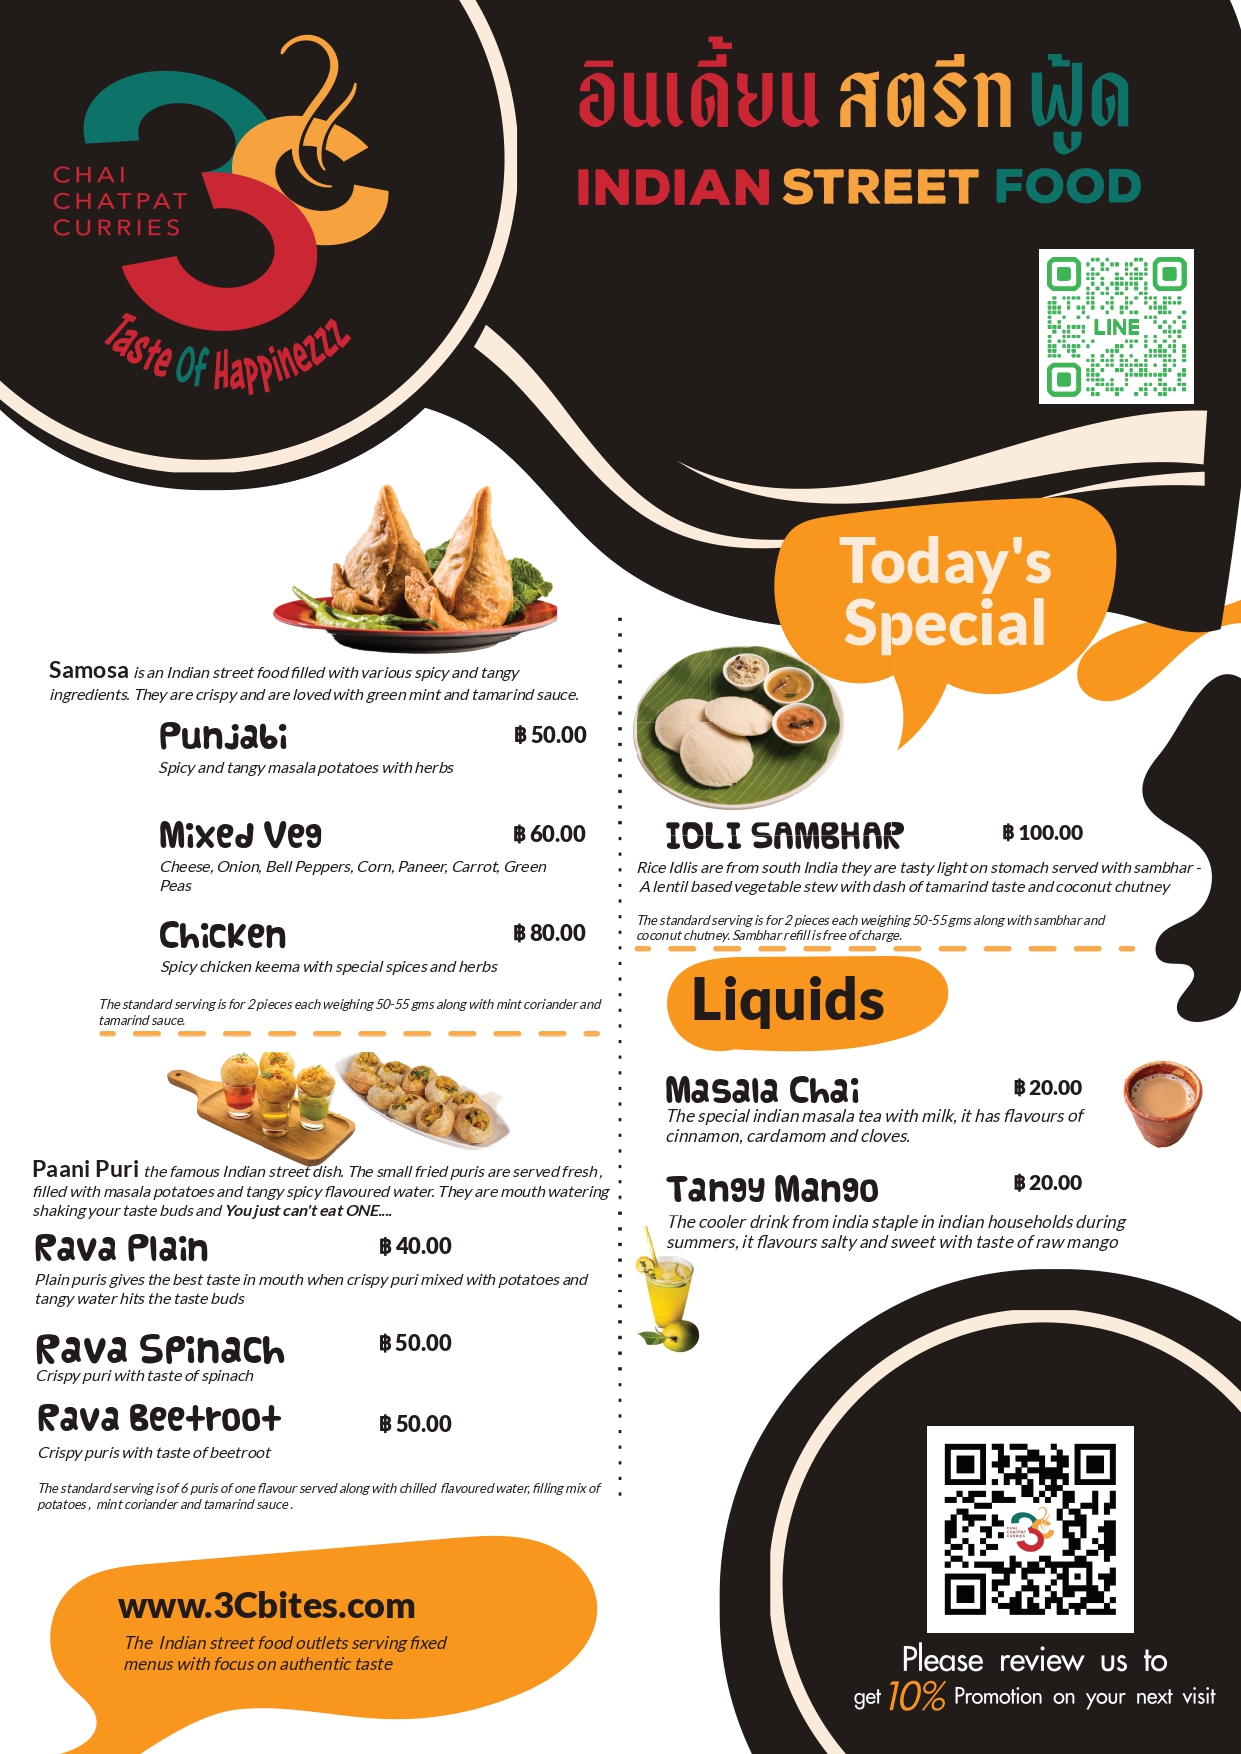 CHAI
CHATPAT
CURRIES
Taste Of Happinezzz
อินเดี้ยน สตรีท ฟู้ด
INDIAN STREET FOOD
LINE
Samosa is an Indian street food filled with various spicy and tangy
ingredients. They are crispy and are loved with green mint and tamarind sauce.
Punjabi ฿ 50.00
Spicy and tangy masala potatoes with herbs
Mixed Veg ฿ 60.00
Cheese, Onion, Bell Peppers, Corn, Paneer, Carrot, Green
Peas
Chicken ฿ 80.00
Spicy chicken keema with special spices and herbs
The standard serving is for 2 pieces each weighing 50-55 gms along with mint coriander and
tamarind sauce.
Paani Puri the famous Indian street dish. The small fried puris are served fresh ,
filled with masala potatoes and tangy spicy flavoured water. They are mouth watering
shaking your taste buds and You just can't eat ONE....
Rava Plain ฿ 40.00
Plain puris gives the best taste in mouth when crispy puri mixed with potatoes and
tangy water hits the taste buds
Rava Spinach ฿ 50.00
Crispy puri with taste of spinach
Rava Beetroot ฿ 50.00
Crispy puris with taste of beetroot
The standard serving is of 6 puris of one flavour served along with chilled flavoured water, filling mix of
potatoes , mint coriander and tamarind sauce .
www.3Cbites.com
The Indian street food outlets serving fixed
menus with focus on authentic taste
Today's
Special
IDLI SAMBHAR ฿ 100.00
Rice Idlis are from south India they are tasty light on stomach served with sambhar -
A lentil based vegetable stew with dash of tamarind taste and coconut chutney
The standard serving is for 2 pieces each weighing 50-55 gms along with sambhar and
coconut chutney. Sambhar refill is free of charge.
Liquids
Masala Chai ฿ 20.00
The special indian masala tea with milk, it has flavours of
cinnamon, cardamom and cloves.
Tangy Mango ฿ 20.00
The cooler drink from india staple in indian households during
summers, it flavours salty and sweet with taste of raw mango
CHAI
CHATPAT
CURRIES
Please review us to
get 10% Promotion on your next visit